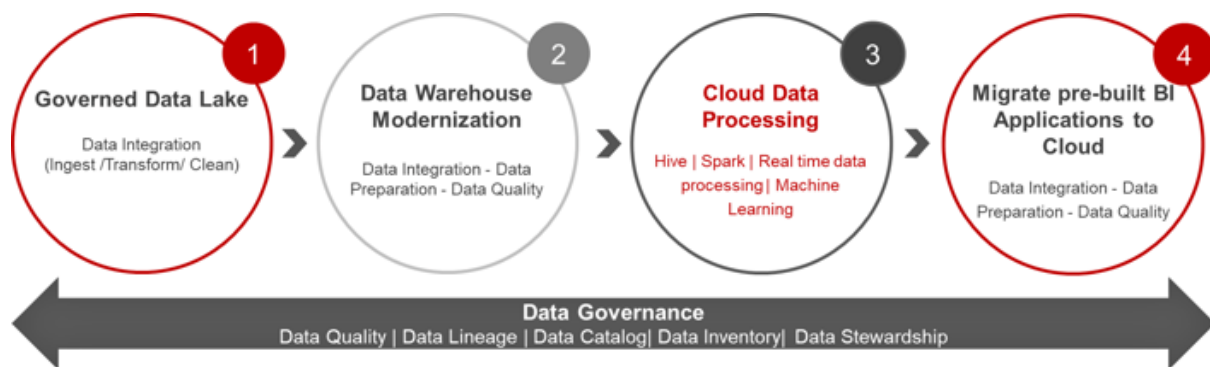 1
Governed Data Lake
Data Integration
(Ingest /Transform/ Clean)
2
Data Warehouse
Modernization
Data Integration - Data
Preparation - Data Quality
3
Cloud Data
Processing
Hive | Spark | Real time data
processing| Machine
Learning
4
Migrate pre-built BI
Applications to
Cloud
Data Integration - Data
Preparation - Data Quality
Data Governance
Data Quality | Data Lineage | Data Catalog| Data Inventory| Data Stewardship